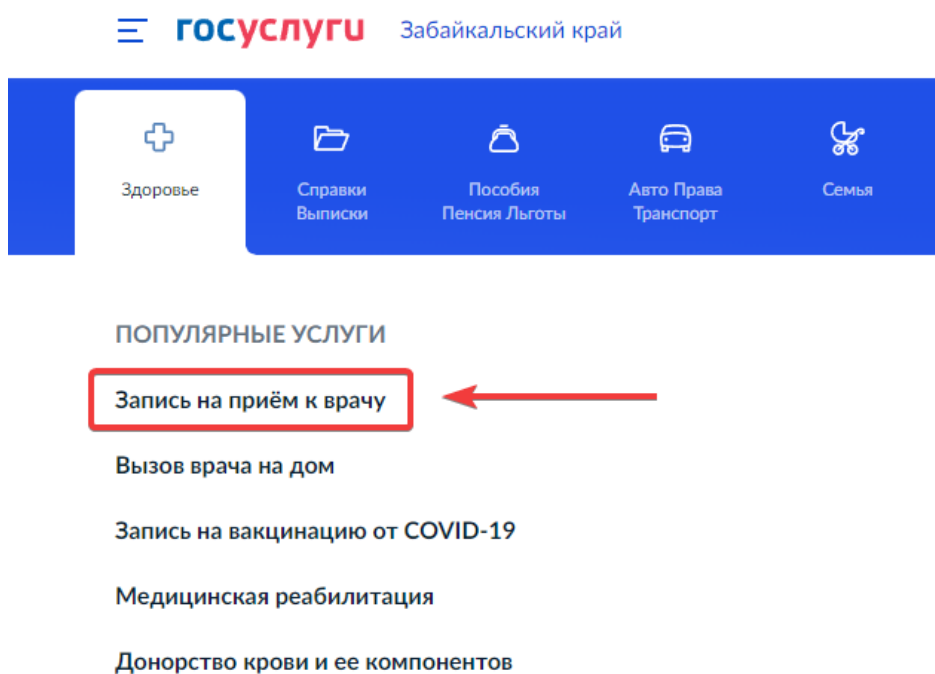 госуслуги Забайкальский край
Здоровье
Справки
Выписки
Пособия
Пенсия Льготы
Авто Права
Транспорт
Семья
ПОПУЛЯРНЫЕ УСЛУГИ
Запись на приём к врачу
Вызов врача на дом
Запись на вакцинацию от COVID-19
Медицинская реабилитация
Донорство крови и ее компонентов